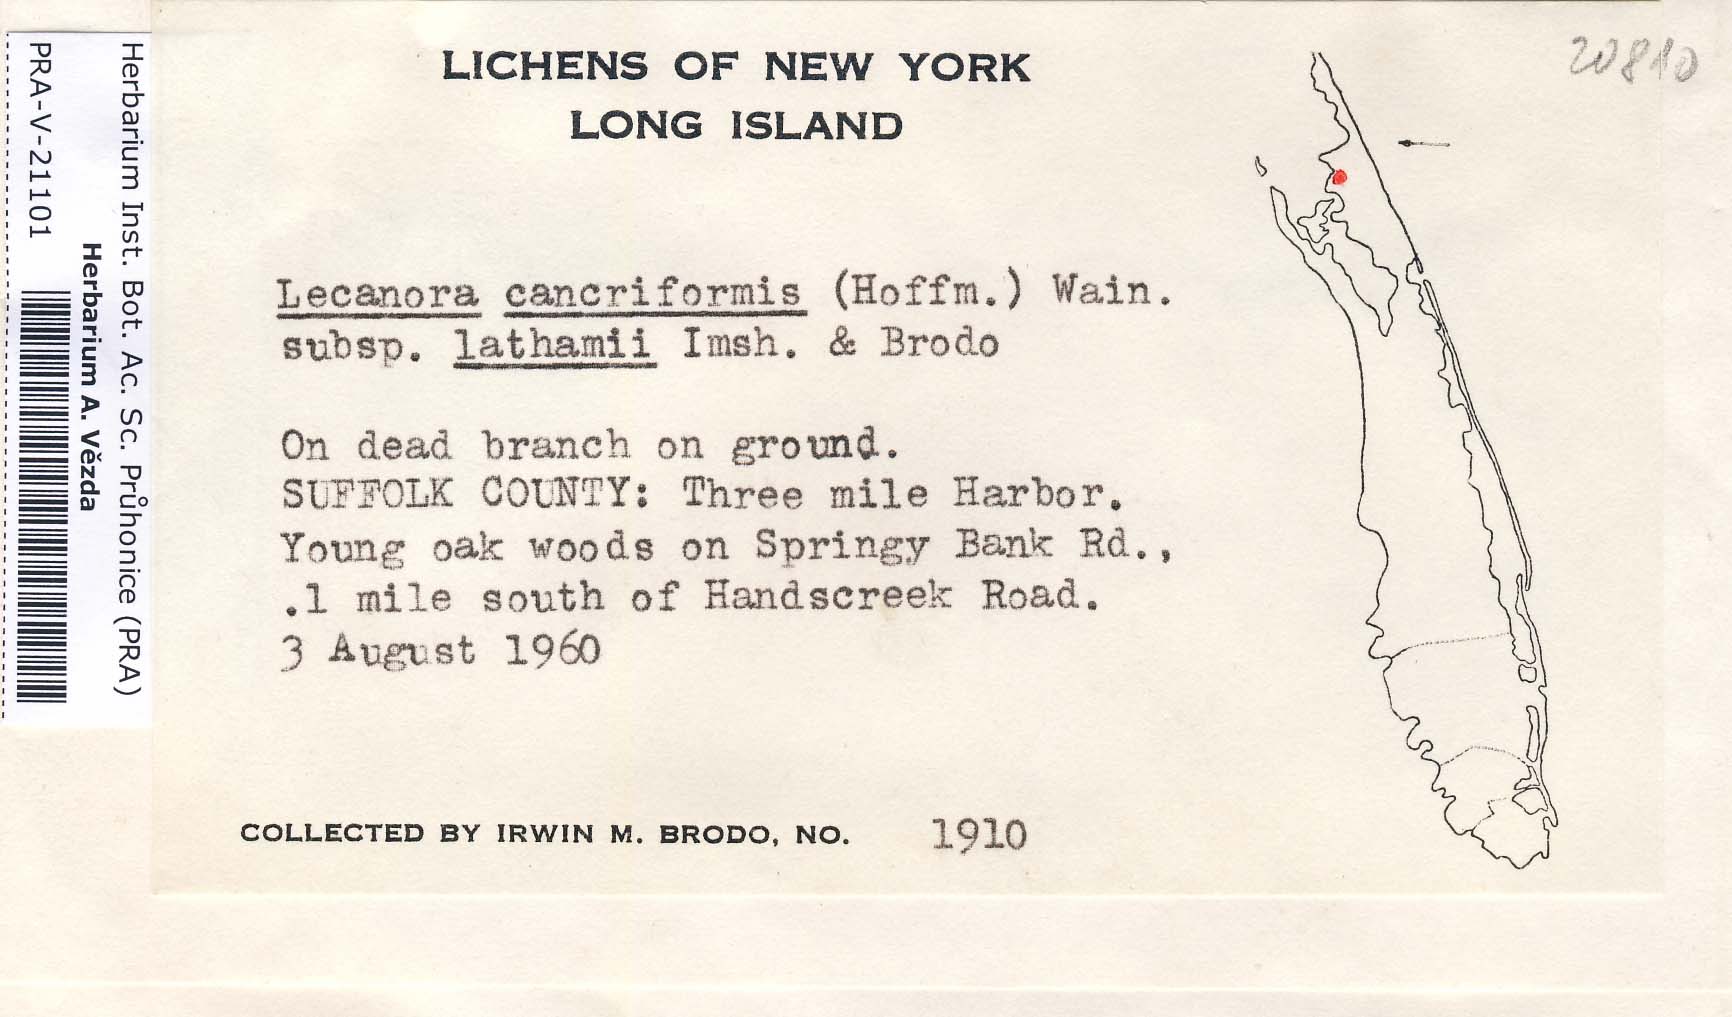 LICHENS OF NEW YORK
LONG ISLAND
20810
Lecanora cancriformis (Hoffm.) Wain.
subsp. lathamii Imsh. & Brodo
On dead branch on ground.
SUFFOLK COUNTY: Three mile Harbor.
Young oak woods on Springy Bank Rd.,
.1 mile south of Handscreek Road.
3 August 1960
COLLECTED BY IRWIN M. BRODO, NO. 1910
Herbarium Inst. Bot. Ac. Sc. Průhonice (PRA)
Herbarium A. Vězda
PRA-V-21101